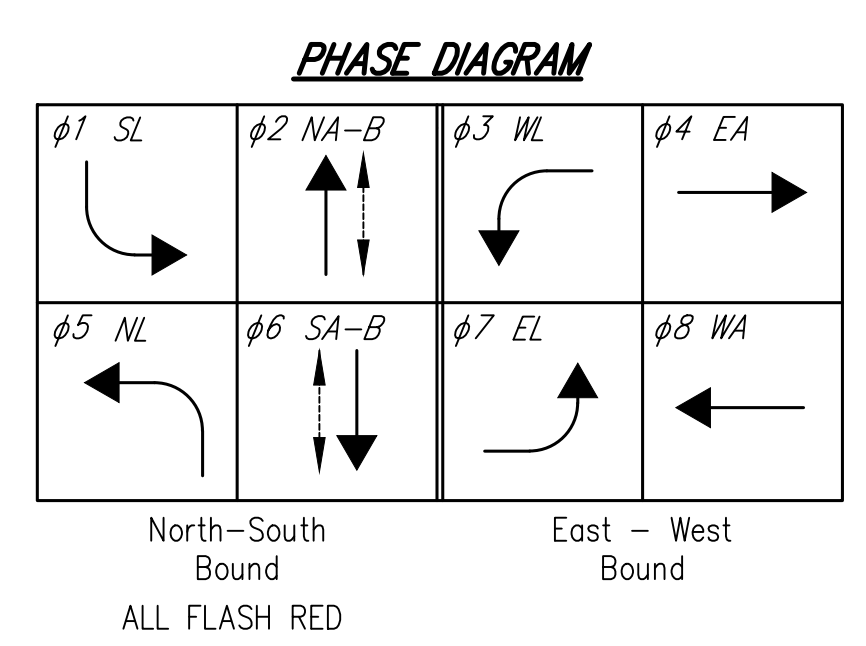 PHASE DIAGRAM
ϕ1 SL
ϕ2 NA-B
ϕ3 WL
ϕ4 EA
ϕ5 NL
ϕ6 SA-B
ϕ7 EL
ϕ8 WA
North-South
Bound
East - West
Bound
ALL FLASH RED